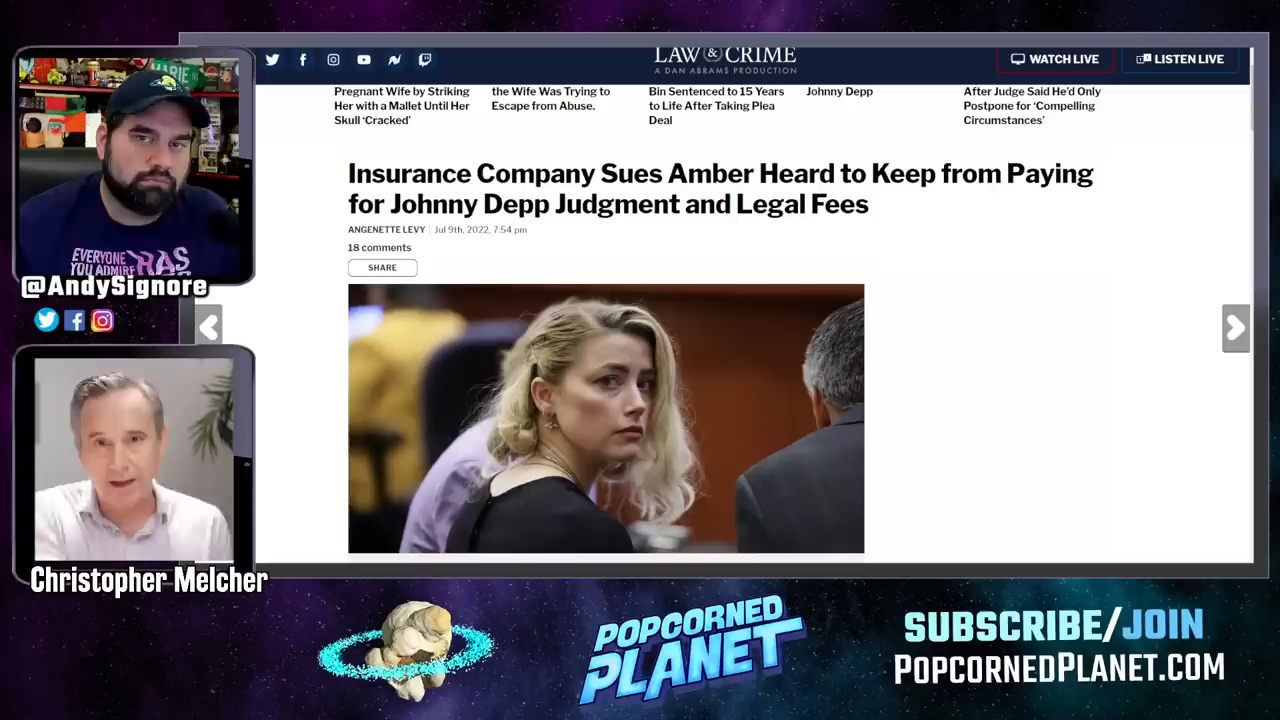 LAW & CRIME
A DAN ABRAMS PRODUCTION
WATCH LIVE
LISTEN LIVE
Pregnant Wife by Striking
Her with a Mallet Until Her
Skull ‘Cracked’
the Wife Was Trying to
Escape from Abuse.
Bin Sentenced to 15 Years
to Life After Taking Plea
Deal
Johnny Depp
After Judge Said He’d Only
Postpone for ‘Compelling
Circumstances’
Insurance Company Sues Amber Heard to Keep from Paying
for Johnny Depp Judgment and Legal Fees
ANGENETTE LEVY | Jul 9th, 2022, 7:54 pm
18 comments
SHARE
MARIE
EVERYONE
YOU ADMIRE HAS
@AndySignore
Christopher Melcher
POPCORNED
PLANET
SUBSCRIBE/JOIN
POPCORNEDPLANET.COM